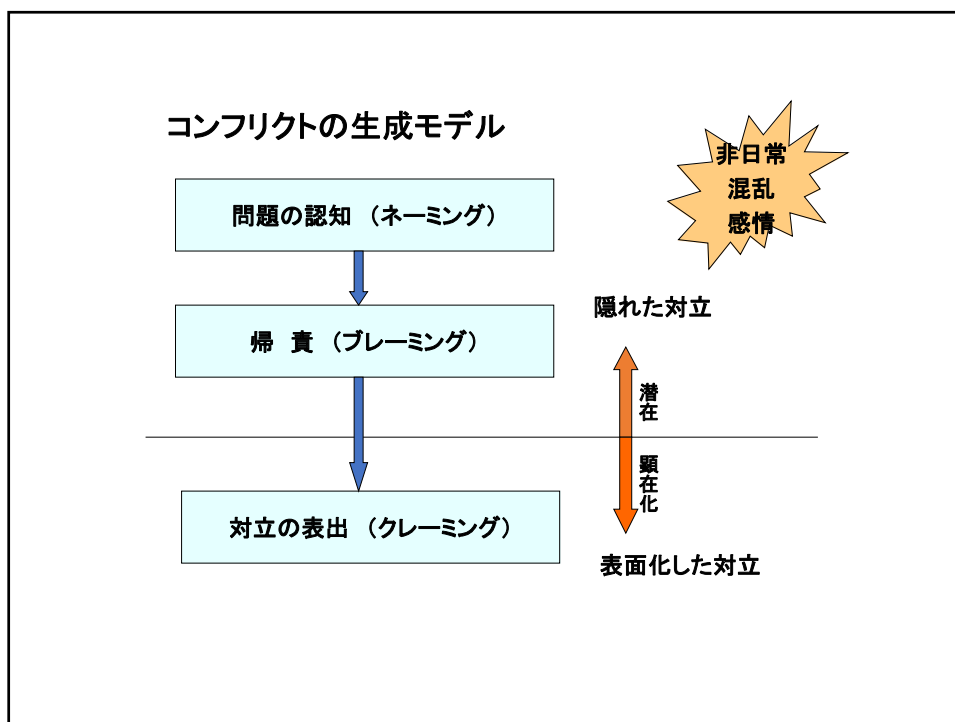 コンフリクトの生成モデル
非日常
混乱
感情
問題の認知 （ネーミング）
隠れた対立
帰　責 （ブレーミング）
潜在
顕在化
対立の表出 （クレーミング）
表面化した対立